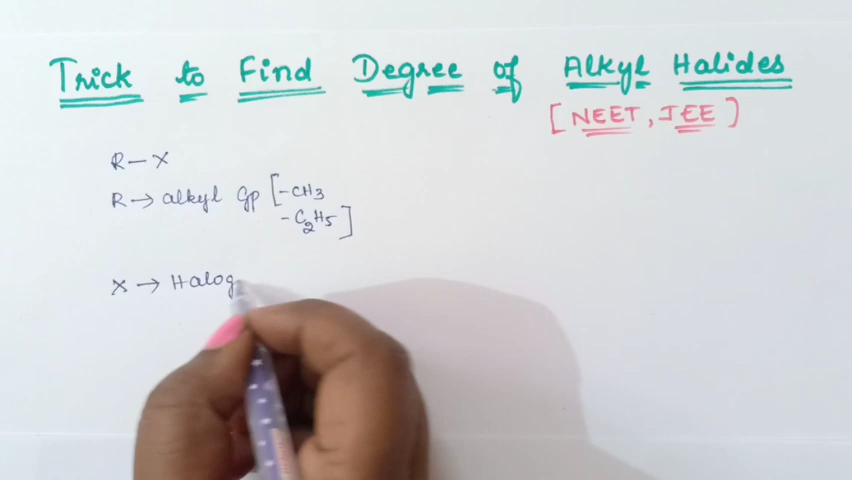 Trick to Find Degree of Alkyl Halides
[NEET, JEE]
R—X
R→ alkyl Gp [-CH3
-C2H5]
X → Halog